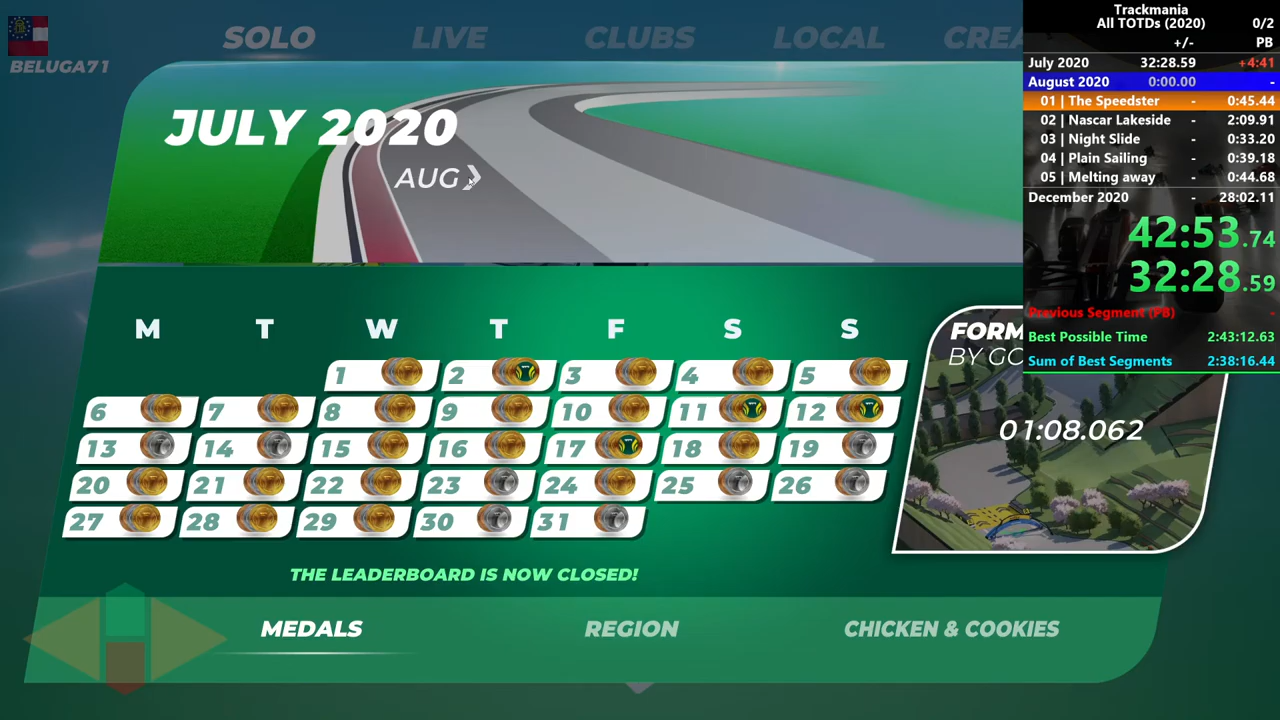 SOLO LIVE CLUBS LOCAL CREA
BELUGA71
JULY 2020
AUG
M T W T F S S
1 2 3 4 5
6 7 8 9 10 11 12
13 14 15 16 17 18 19
20 21 22 23 24 25 26
27 28 29 30 31
THE LEADERBOARD IS NOW CLOSED!
MEDALS REGION CHICKEN & COOKIES
FORM
BY GO
01:08.062
Trackmania
All TOTDs (2020) 0/2
+/- PB
July 2020 32:28.59 +4:41
August 2020 0:00.00 -
01 | The Speedster - 0:45.44
02 | Nascar Lakeside - 2:09.91
03 | Night Slide - 0:33.20
04 | Plain Sailing - 0:39.18
05 | Melting away - 0:44.68
December 2020 - 28:02.11
42:53.74
32:28.59
Previous Segment (PB) -
Best Possible Time 2:43:12.63
Sum of Best Segments 2:38:16.44